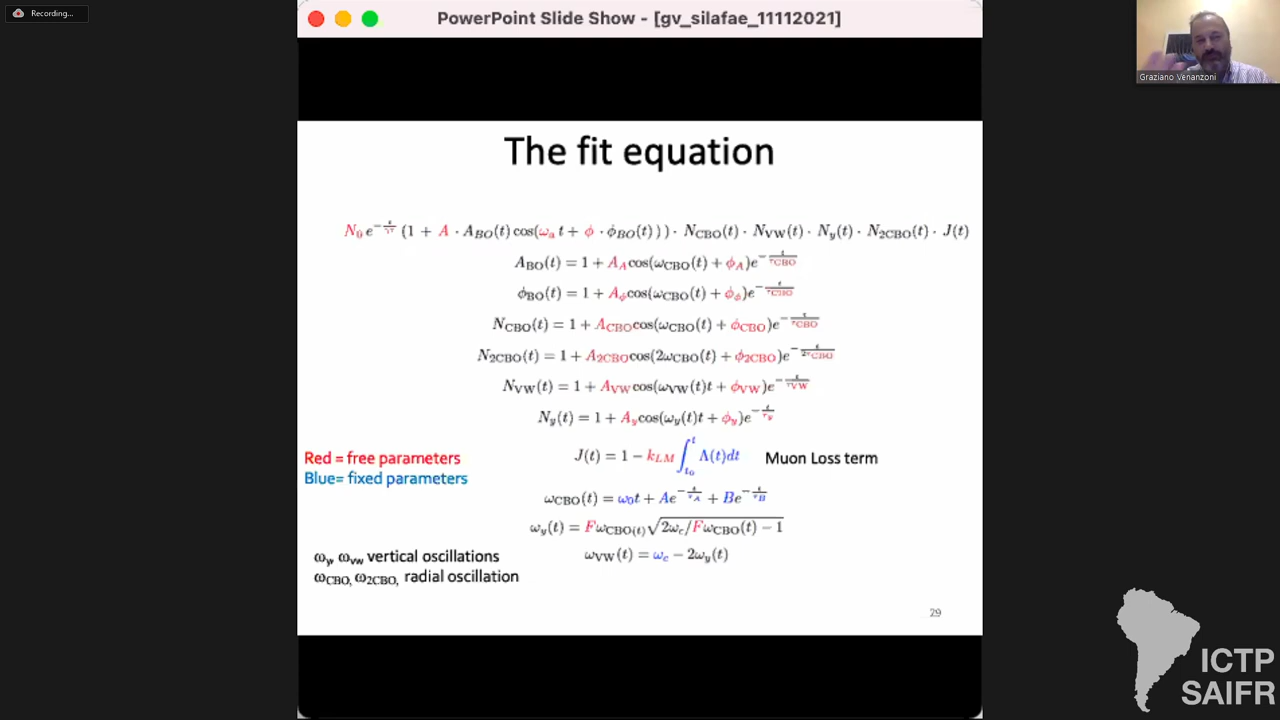 Recording...
PowerPoint Slide Show - [gv_silafae_11112021]
Graziano Venanzoni
The fit equation
N₀ e^{-t/γτ} (1 + A · A_BO(t) cos(ω_a t + ϕ · ϕ_BO(t))) · N_CBO(t) · N_VW(t) · N_y(t) · N_2CBO(t) · J(t)
A_BO(t) = 1 + A_A cos(ω_CBO(t) + ϕ_A)e^{-t/τ_CBO}
ϕ_BO(t) = 1 + A_ϕ cos(ω_CBO(t) + ϕ_ϕ)e^{-t/τ_CBO}
N_CBO(t) = 1 + A_CBO cos(ω_CBO(t) + ϕ_CBO)e^{-t/τ_CBO}
N_2CBO(t) = 1 + A_2CBO cos(2ω_CBO(t) + ϕ_2CBO)e^{-t/2τ_CBO}
N_VW(t) = 1 + A_VW cos(ω_VW(t)t + ϕ_VW)e^{-t/τ_VW}
N_y(t) = 1 + A_y cos(ω_y(t)t + ϕ_y)e^{-t/τ_y}
Red = free parameters
J(t) = 1 − k_LM ∫_{t₀}^{t} Λ(t)dt
Muon Loss term
Blue= fixed parameters
ω_CBO(t) = ω₀t + Ae^{-t/τ_A} + Be^{-t/τ_B}
ω_y(t) = Fω_CBO(t)√(2ω_c/Fω_CBO(t) − 1)
ω_VW(t) = ω_c − 2ω_y(t)
ω_y, ω_vw vertical oscillations
ω_CBO, ω_2CBO, radial oscillation
29
ICTP
SAIFR